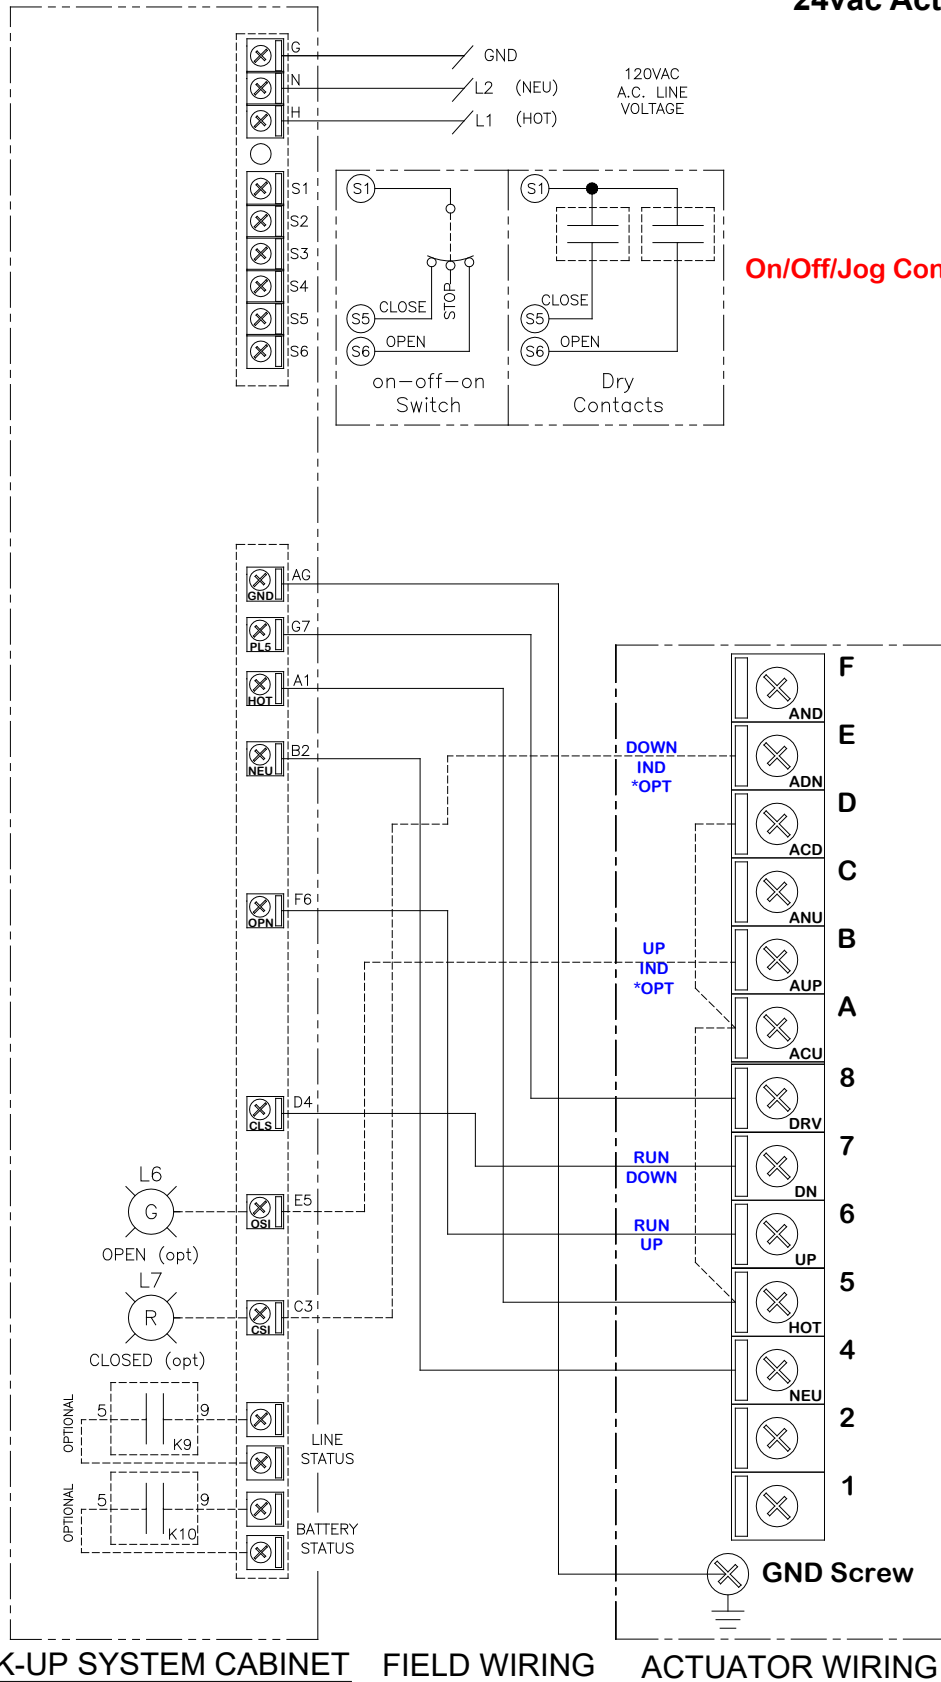 24vac Act
G
GND
N
L2 (NEU)
H
L1 (HOT)
120VAC
A.C. LINE
VOLTAGE
S1
S2
S3
S4
S5
S6
S1
CLOSE
STOP
S5
OPEN
S6
on-off-on
Switch
S1
CLOSE
S5
OPEN
S6
Dry
Contacts
On/Off/Jog Con
AG
GND
G7
PL5
A1
HOT
B2
NEU
F6
OPN
D4
CLS
E5
OSI
C3
CSI
L6
G
OPEN (opt)
L7
R
CLOSED (opt)
OPTIONAL
5
9
K9
LINE
STATUS
OPTIONAL
5
9
K10
BATTERY
STATUS
DOWN
IND
*OPT
UP
IND
*OPT
RUN
DOWN
RUN
UP
F
AND
E
ADN
D
ACD
C
ANU
B
AUP
A
ACU
8
DRV
7
DN
6
UP
5
HOT
4
NEU
2
1
GND Screw
K-UP SYSTEM CABINET
FIELD WIRING
ACTUATOR WIRING